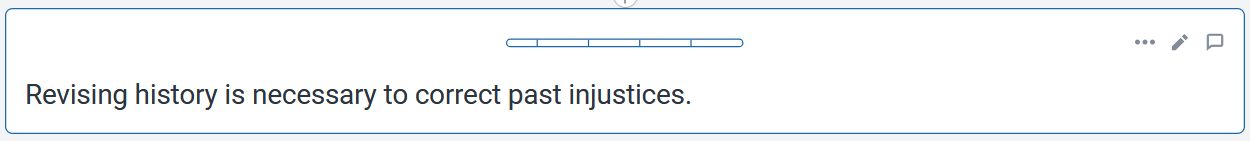 Revising history is necessary to correct past injustices.